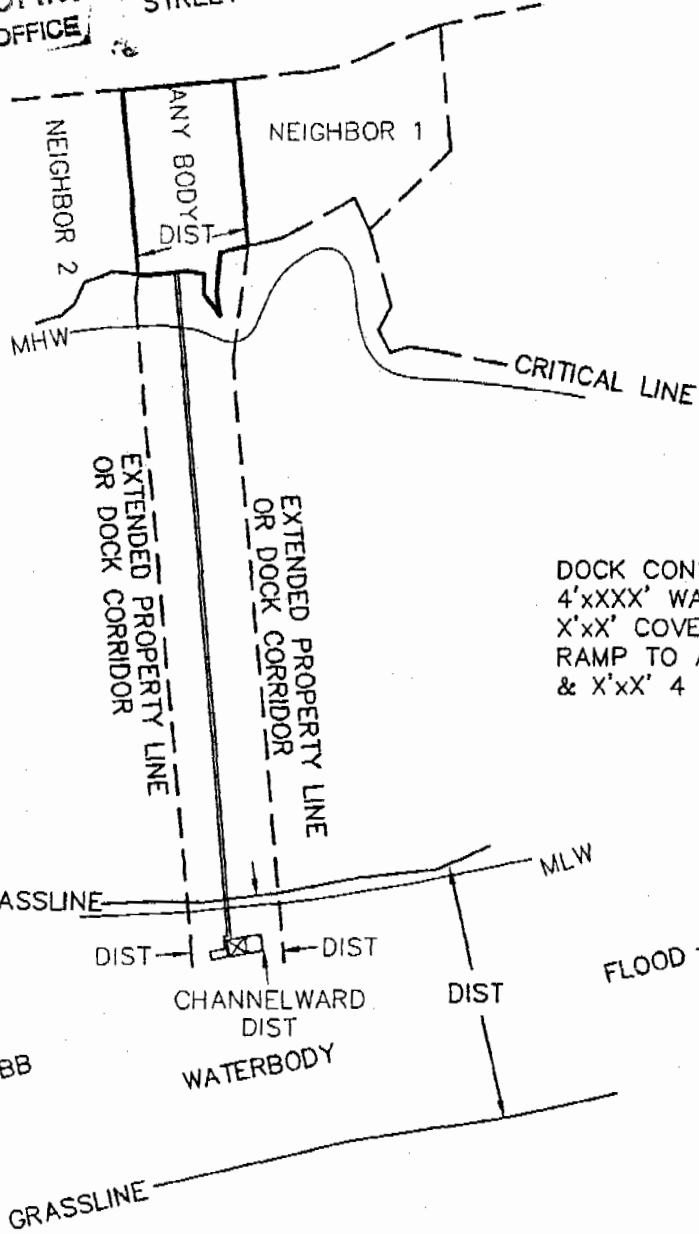 OFFICE
STREET
NEIGHBOR 2
ANY BODY
NEIGHBOR 1
DIST
MHW
CRITICAL LINE
EXTENDED PROPERTY LINE
OR DOCK CORRIDOR
EXTENDED PROPERTY LINE
OR DOCK CORRIDOR
DOCK CON
4'xXXX' WA
X'xX' COVE
RAMP TO A
& X'xX' 4
ASSLINE
MLW
DIST
DIST
CHANNELWARD
DIST
DIST
FLOOD
BB
WATERBODY
GRASSLINE